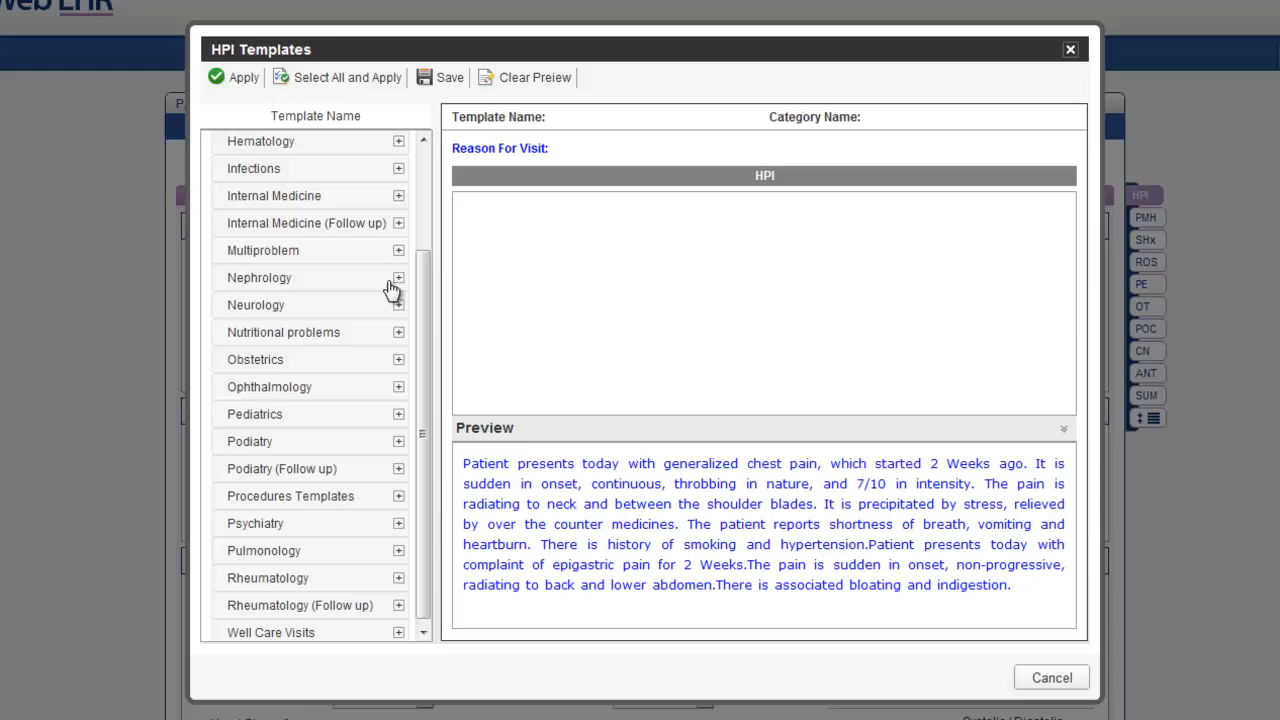 Web EHR
HPI Templates
Apply
Select All and Apply
Save
Clear Preiew
Template Name
Hematology
Infections
Internal Medicine
Internal Medicine (Follow up)
Multiproblem
Nephrology
Neurology
Nutritional problems
Obstetrics
Ophthalmology
Pediatrics
Podiatry
Podiatry (Follow up)
Procedures Templates
Psychiatry
Pulmonology
Rheumatology
Rheumatology (Follow up)
Well Care Visits
Template Name:
Category Name:
Reason For Visit:
HPI
Preview
Patient presents today with generalized chest pain, which started 2 Weeks ago. It is
sudden in onset, continuous, throbbing in nature, and 7/10 in intensity. The pain is
radiating to neck and between the shoulder blades. It is precipitated by stress, relieved
by over the counter medicines. The patient reports shortness of breath, vomiting and
heartburn. There is history of smoking and hypertension.Patient presents today with
complaint of epigastric pain for 2 Weeks.The pain is sudden in onset, non-progressive,
radiating to back and lower abdomen.There is associated bloating and indigestion.
Cancel
HPI
PMH
SHx
ROS
PE
OT
POC
CN
ANT
SUM